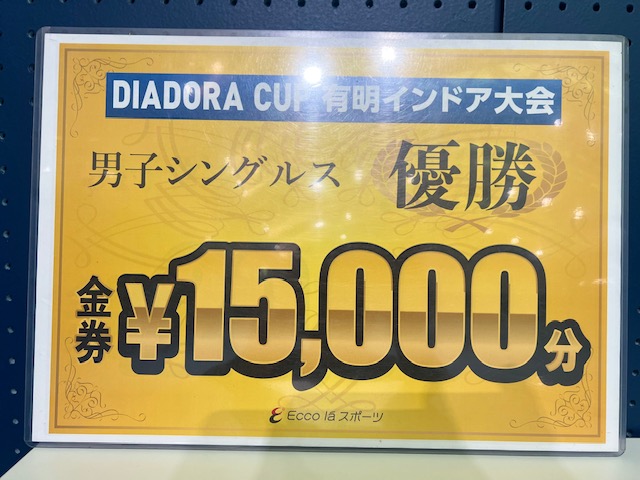 DIADORA CUP 有明インドア大会
男子シングルス 優勝
金券 ¥15,000分
Ecco là スポーツ